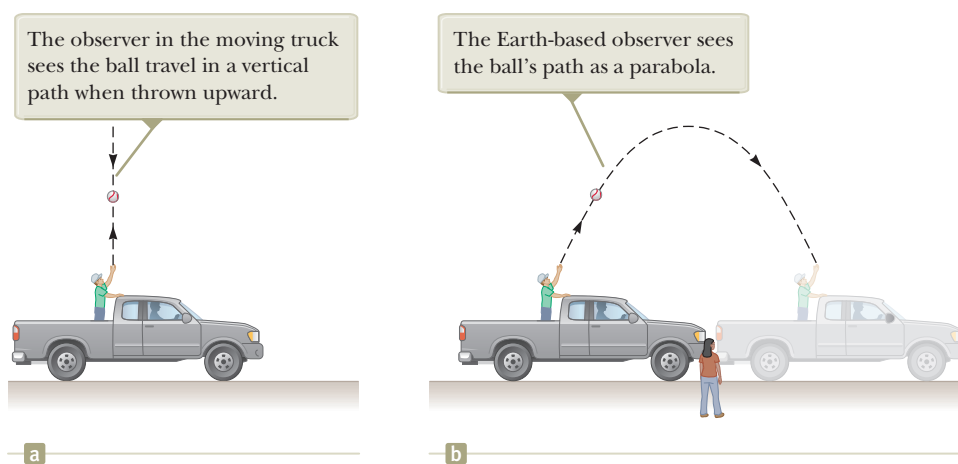 The observer in the moving truck
sees the ball travel in a vertical
path when thrown upward.
The Earth-based observer sees
the ball’s path as a parabola.
a
b